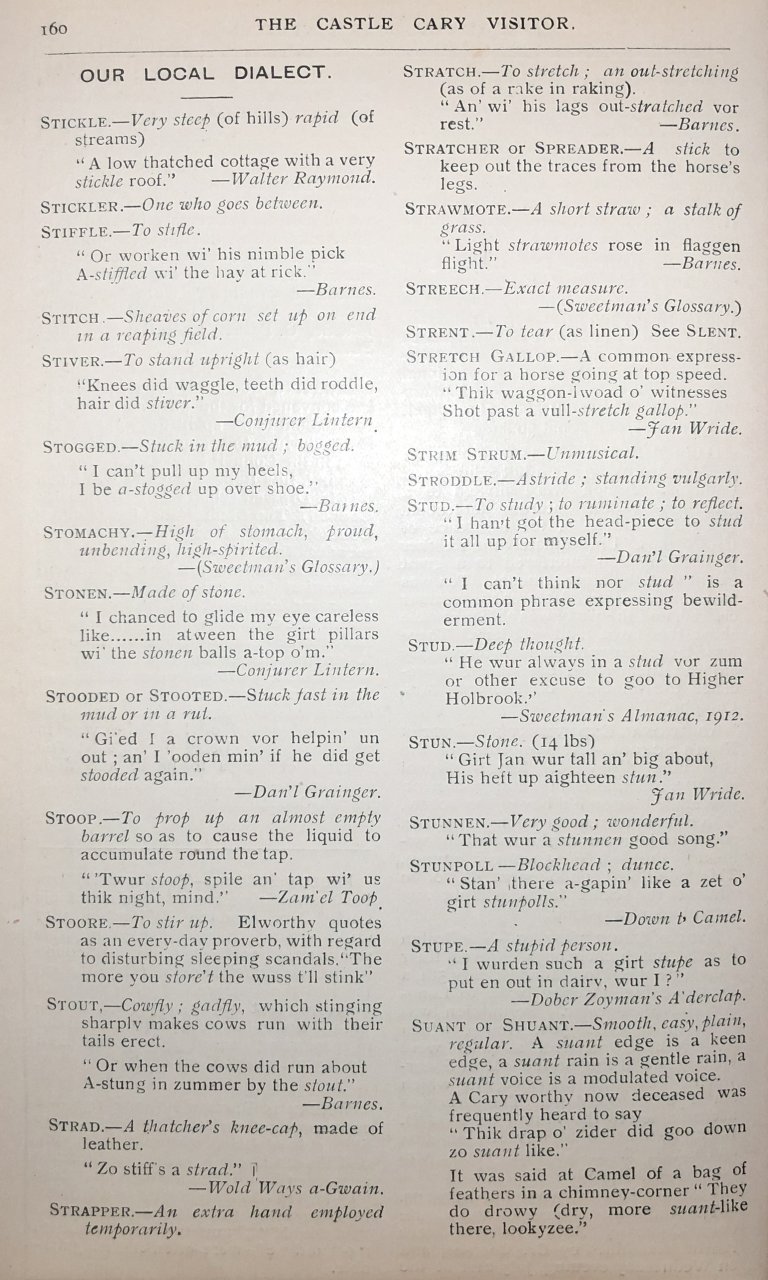 160
THE CASTLE CARY VISITOR.
OUR LOCAL DIALECT.
STICKLE.—Very steep (of hills) rapid (of
streams)
“A low thatched cottage with a very
stickle roof.” —Walter Raymond.
STICKLER.—One who goes between.
STIFFLE.—To stifle.
“ Or worken wi’ his nimble pick
A-stiffled wi’ the hay at rick.”
—Barnes.
STITCH.—Sheaves of corn set up on end
in a reaping field.
STIVER.—To stand upright (as hair)
“Knees did waggle, teeth did roddle,
hair did stiver.”
—Conjurer Lintern.
STOGGED.—Stuck in the mud ; bogged.
“ I can’t pull up my heels,
I be a-stogged up over shoe.”
—Barnes.
STOMACHY.—High of stomach, proud,
unbending, high-spirited.
—(Sweetman’s Glossary.)
STONEN.—Made of stone.
“ I chanced to glide my eye careless
like......in atween the girt pillars
wi’ the stonen balls a-top o’m.”
—Conjurer Lintern.
STOODED or STOOTED.—Stuck fast in the
mud or in a rut.
“ Gi’ed I a crown vor helpin’ un
out ; an’ I ’ooden min’ if he did get
stooded again.”
—Dan’l Grainger.
STOOP.—To prop up an almost empty
barrel so as to cause the liquid to
accumulate round the tap.
“ ’Twur stoop, spile an’ tap wi’ us
thik night, mind.” —Zam’el Toop.
STOORE.—To stir up. Elworthy quotes
as an every-day proverb, with regard
to disturbing sleeping scandals.“The
more you store’t the wuss t’ll stink”
STOUT,—Cowfly ; gadfly, which stinging
sharply makes cows run with their
tails erect.
“ Or when the cows did run about
A-stung in zummer by the stout.”
—Barnes.
STRAD.—A thatcher’s knee-cap, made of
leather.
“ Zo stiff’s a strad.”
—Wold Ways a-Gwain.
STRAPPER.—An extra hand employed
temporarily.
STRATCH.—To stretch ; an out-stretching
(as of a rake in raking).
“ An’ wi’ his lags out-stratched vor
rest.” —Barnes.
STRATCHER or SPREADER.—A stick to
keep out the traces from the horse’s
legs.
STRAWMOTE.—A short straw ; a stalk of
grass.
“ Light strawmotes rose in flaggen
flight.” —Barnes.
STREECH.—Exact measure.
—(Sweetman’s Glossary.)
STRENT.—To tear (as linen) See SLENT.
STRETCH GALLOP.—A common express-
ion for a horse going at top speed.
“ Thik waggon-lwoad o’ witnesses
Shot past a vull-stretch gallop.”
—Jan Wride.
STRIM STRUM.—Unmusical.
STRODDLE.—Astride ; standing vulgarly.
STUD.—To study ; to ruminate ; to reflect.
“ I han’t got the head-piece to stud
it all up for myself.”
—Dan’l Grainger.
“ I can’t think nor stud ” is a
common phrase expressing bewild-
erment.
STUD.—Deep thought.
“ He wur always in a stud vor zum
or other excuse to goo to Higher
Holbrook.”
—Sweetman’s Almanac, 1912.
STUN.—Stone. (14 lbs)
“ Girt Jan wur tall an’ big about,
His heft up aighteen stun.”
Jan Wride.
STUNNEN.—Very good ; wonderful.
“ That wur a stunnen good song.”
STUNPOLL —Blockhead ; dunce.
“ Stan’ there a-gapin’ like a zet o’
girt stunpolls.”
—Down to Camel.
STUPE.—A stupid person.
“ I wurden such a girt stupe as to
put en out in dairy, wur I ? ”
—Dober Zoyman’s A’derclap.
SUANT or SHUANT.—Smooth, easy, plain,
regular. A suant edge is a keen
edge, a suant rain is a gentle rain, a
suant voice is a modulated voice.
A Cary worthy now deceased was
frequently heard to say
“ Thik drap o’ zider did goo down
zo suant like.”
It was said at Camel of a bag of
feathers in a chimney-corner “ They
do drowy (dry, more suant-like
there, lookyzee.”